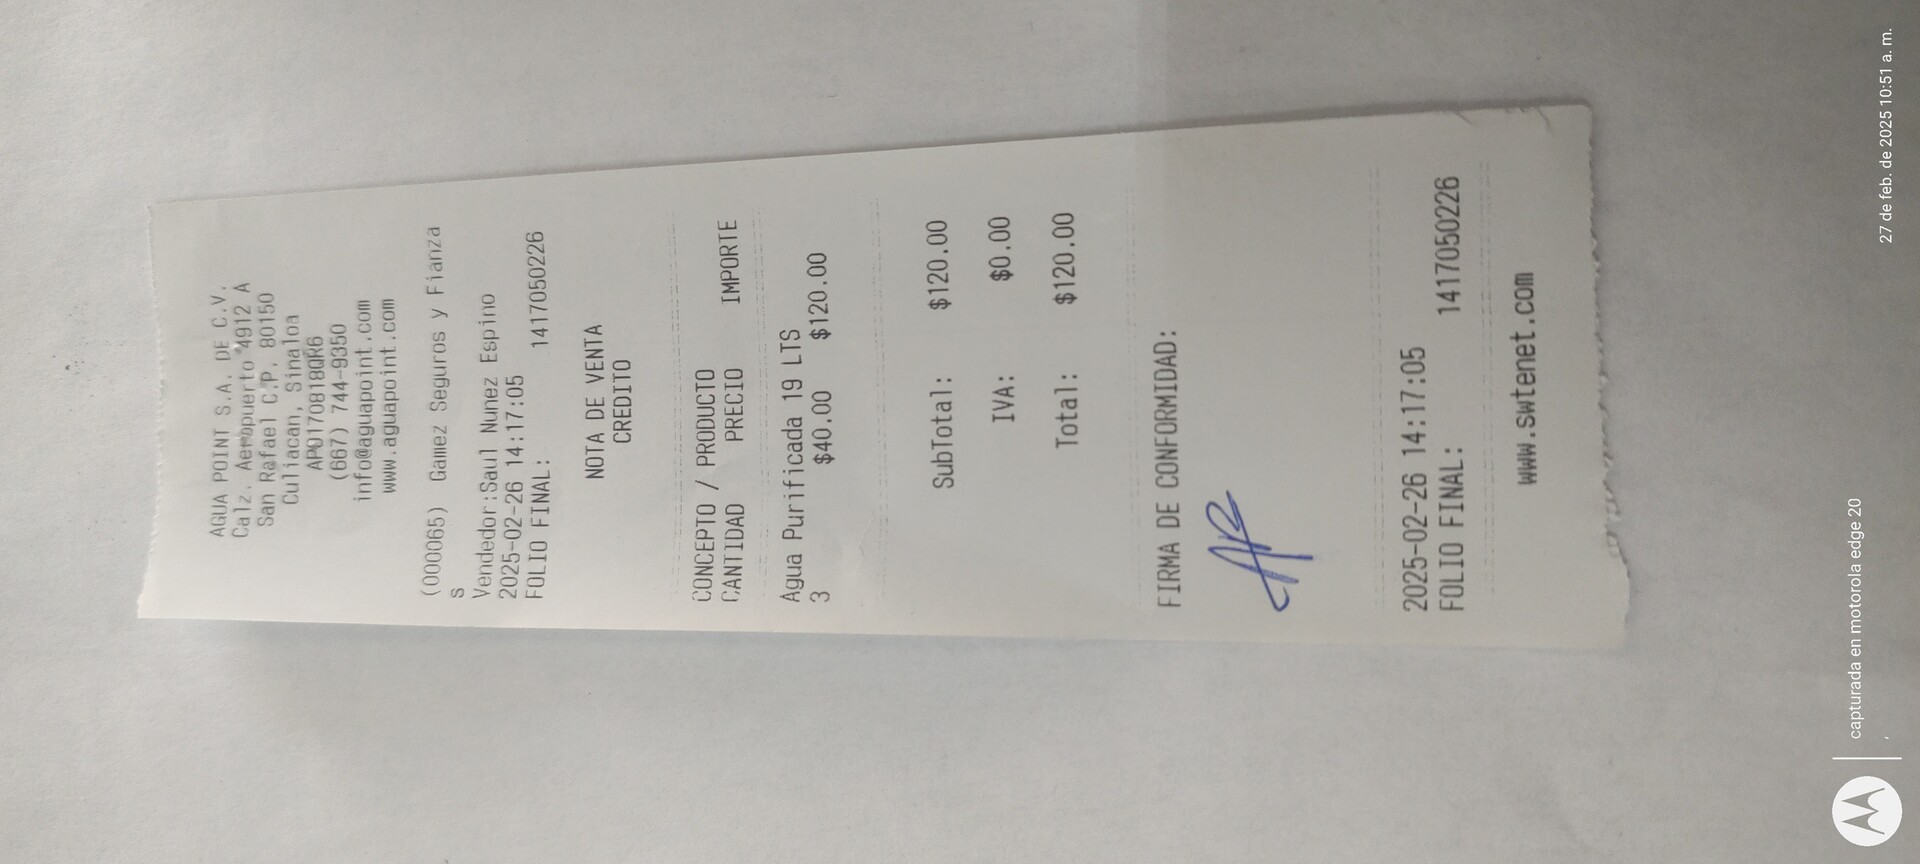 AGUA POINT S.A. DE C.V.
Calz. Aeropuerto 4912 A
San Rafael C.P. 80150
Culiacan, Sinaloa
APO170818QR6
(667) 744-9350
info@aguapoint.com
www.aguapoint.com
(000065) Gamez Seguros y Fianza
s
Vendedor:Saul Nunez Espino
2025-02-26 14:17:05
FOLIO FINAL: 1417050226
NOTA DE VENTA
CREDITO
CONCEPTO / PRODUCTO
CANTIDAD PRECIO IMPORTE
Agua Purificada 19 LTS
3 $40.00 $120.00
SubTotal: $120.00
IVA: $0.00
Total: $120.00
FIRMA DE CONFORMIDAD:
2025-02-26 14:17:05
FOLIO FINAL: 1417050226
www.swtenet.com
capturada en motorola edge 20
27 de feb. de 2025 10:51 a. m.